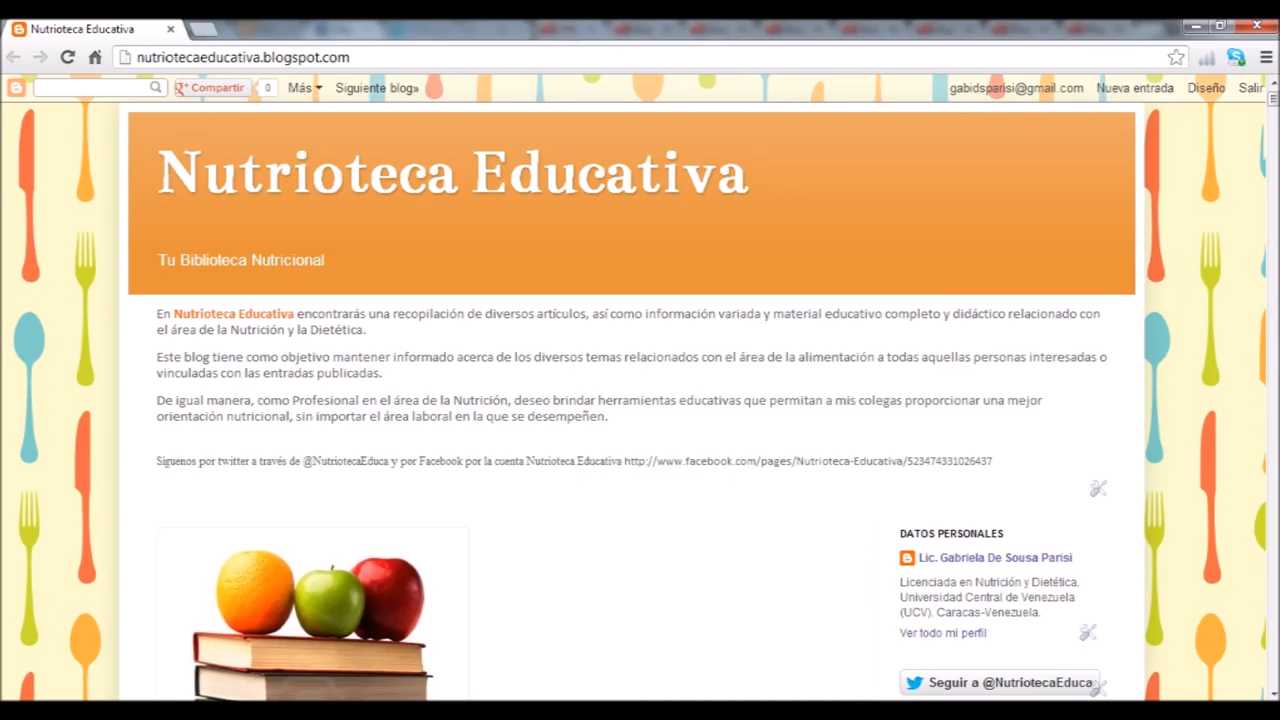 Nutrioteca Educativa
nutriotecaeducativa.blogspot.com
Compartir 0 Más Siguiente blog» gabidsparisi@gmail.com Nueva entrada Diseño Salir
Nutrioteca Educativa
Tu Biblioteca Nutricional
En Nutrioteca Educativa encontrarás una recopilación de diversos artículos, así como información variada y material educativo completo y didáctico relacionado con
el área de la Nutrición y la Dietética.
Este blog tiene como objetivo mantener informado acerca de los diversos temas relacionados con el área de la alimentación a todas aquellas personas interesadas o
vinculadas con las entradas publicadas.
De igual manera, como Profesional en el área de la Nutrición, deseo brindar herramientas educativas que permitan a mis colegas proporcionar una mejor
orientación nutricional, sin importar el área laboral en la que se desempeñen.
Siguenos por twitter a través de @NutriotecaEduca y por Facebook por la cuenta Nutrioteca Educativa http://www.facebook.com/pages/Nutrioteca-Educativa/523474331026437
DATOS PERSONALES
Lic. Gabriela De Sousa Parisi
Licenciada en Nutrición y Dietética.
Universidad Central de Venezuela
(UCV). Caracas-Venezuela.
Ver todo mi perfil
Seguir a @NutriotecaEduca